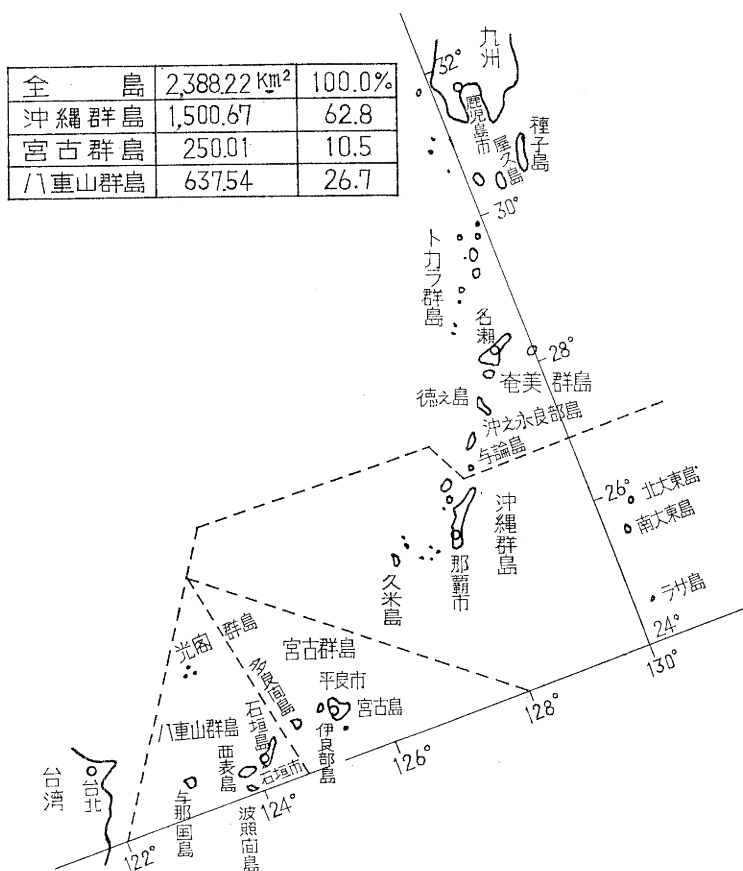 全島 2,388.22 Km² 100.0%
沖縄群島 1,500.67 62.8
宮古群島 250.01 10.5
八重山群島 637.54 26.7
九州
32°
鹿児島市
種子島
屋久島
30°
トカラ群島
名瀬
28°
奄美群島
徳之島
沖之永良部島
与論島
26°
北大東島
南大東島
沖縄群島
那覇市
久米島
ラサ島
24°
130°
光閣群島
宮古群島
多良間島
平良市
宮古島
128°
石垣島
八重山群島
伊良部島
西表島
石垣市
126°
台湾
台北
与那国島
124°
波照間島
122°